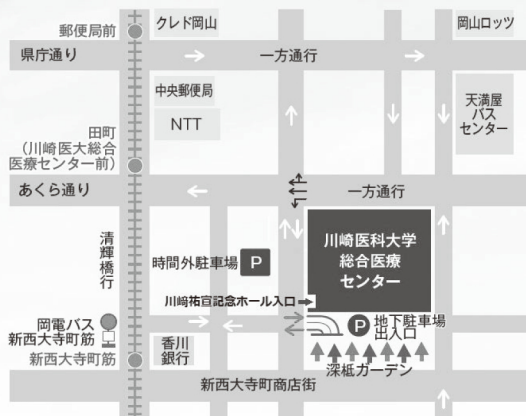 郵便局前
クレド岡山
岡山ロッツ
県庁通り
一方通行
中央郵便局
NTT
天満屋
バス
センター
田町
(川崎医大総合
医療センター前)
あくら通り
一方通行
清輝橋行
川崎医科大学
総合医療
センター
時間外駐車場
P
川﨑祐宣記念ホール入口
岡電バス
新西大寺町筋
P
地下駐車場
出入口
新西大寺町筋
香川
銀行
深柢ガーデン
新西大寺町商店街